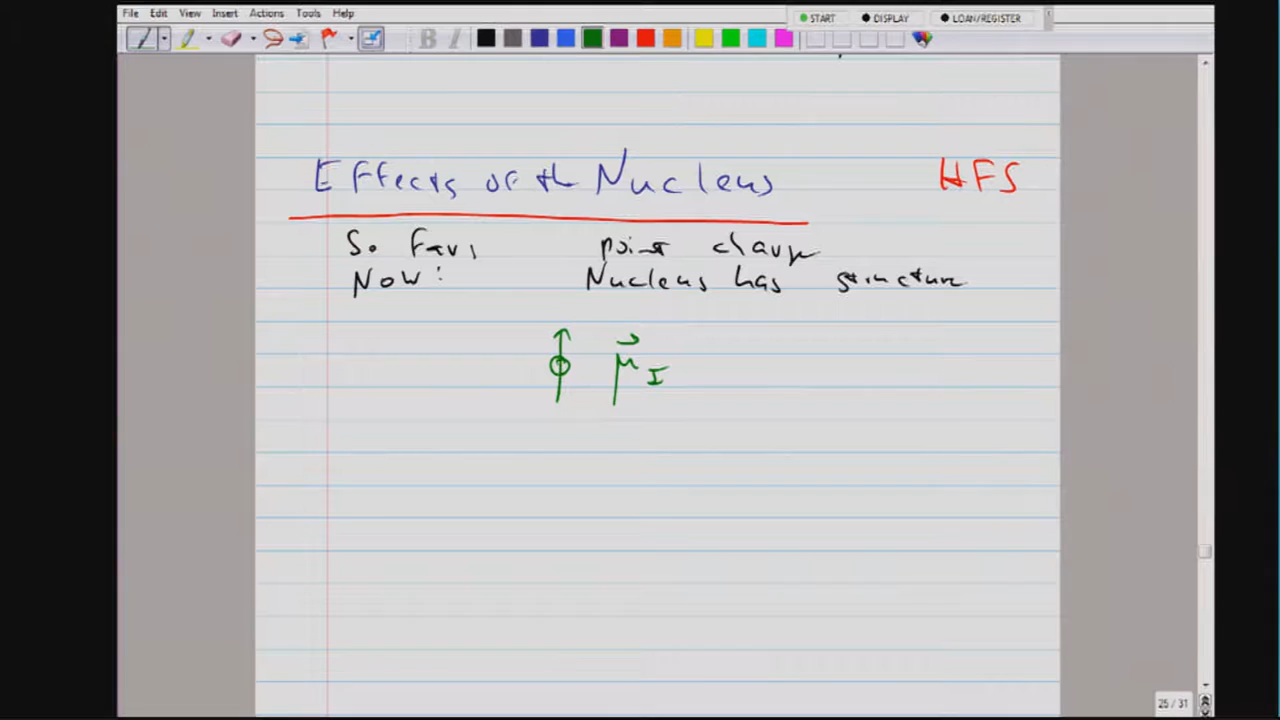 File Edit View Insert Actions Tools Help
START DISPLAY LOAN/REGISTER
B I
Effects of the Nucleus HFS
So far, point charge
Now: Nucleus has structure
μ⃗_I
25 / 31